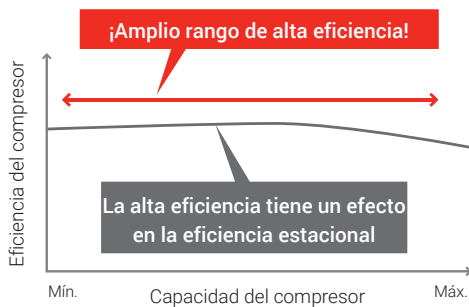 ¡Amplio rango de alta eficiencia!
Eficiencia del compresor
La alta eficiencia tiene un efecto
en la eficiencia estacional
Mín.
Capacidad del compresor
Máx.